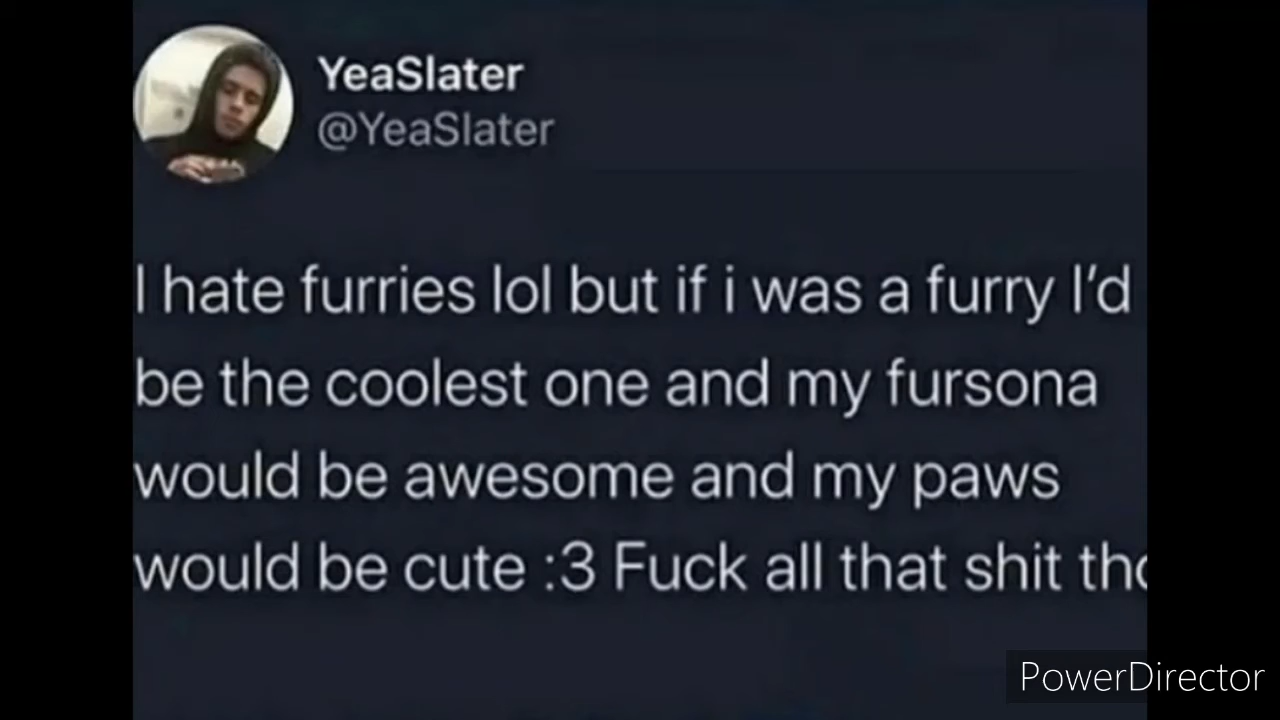 YeaSlater
@YeaSlater
I hate furries lol but if i was a furry I'd
be the coolest one and my fursona
would be awesome and my paws
would be cute :3 Fuck all that shit tho
PowerDirector